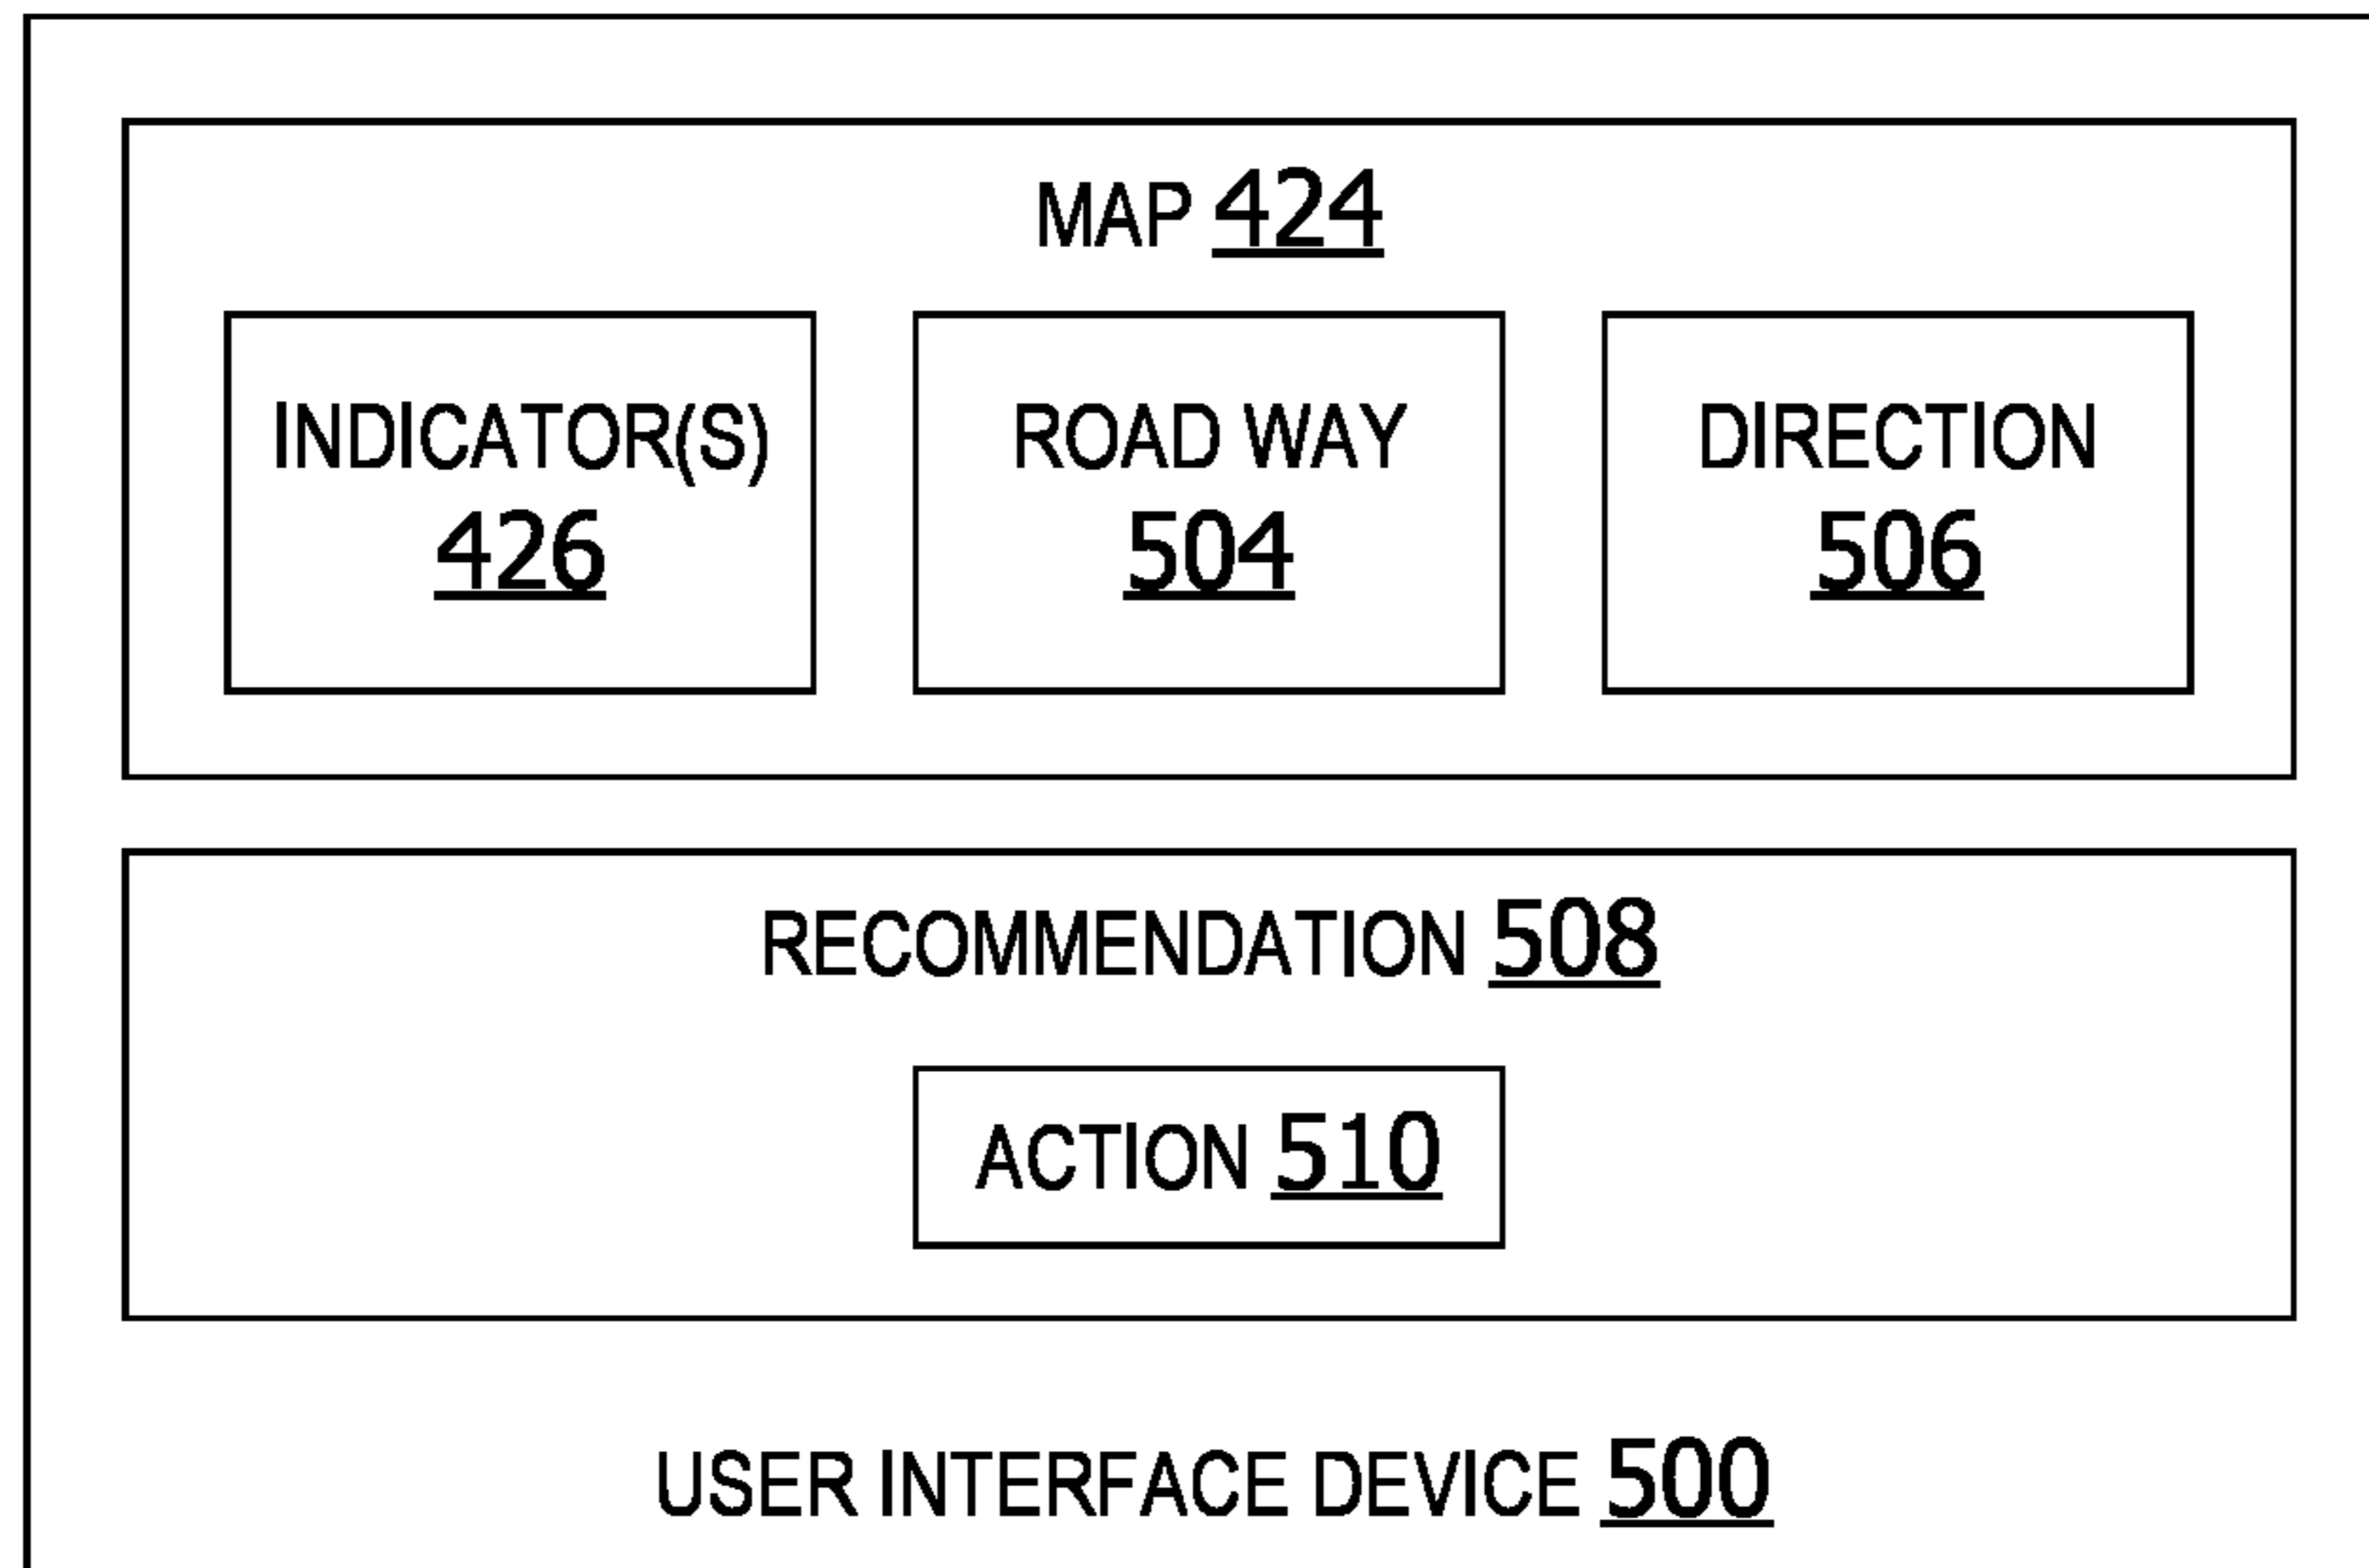 MAP 424
INDICATOR(S)
426
ROAD WAY
504
DIRECTION
506
RECOMMENDATION 508
ACTION 510
USER INTERFACE DEVICE 500